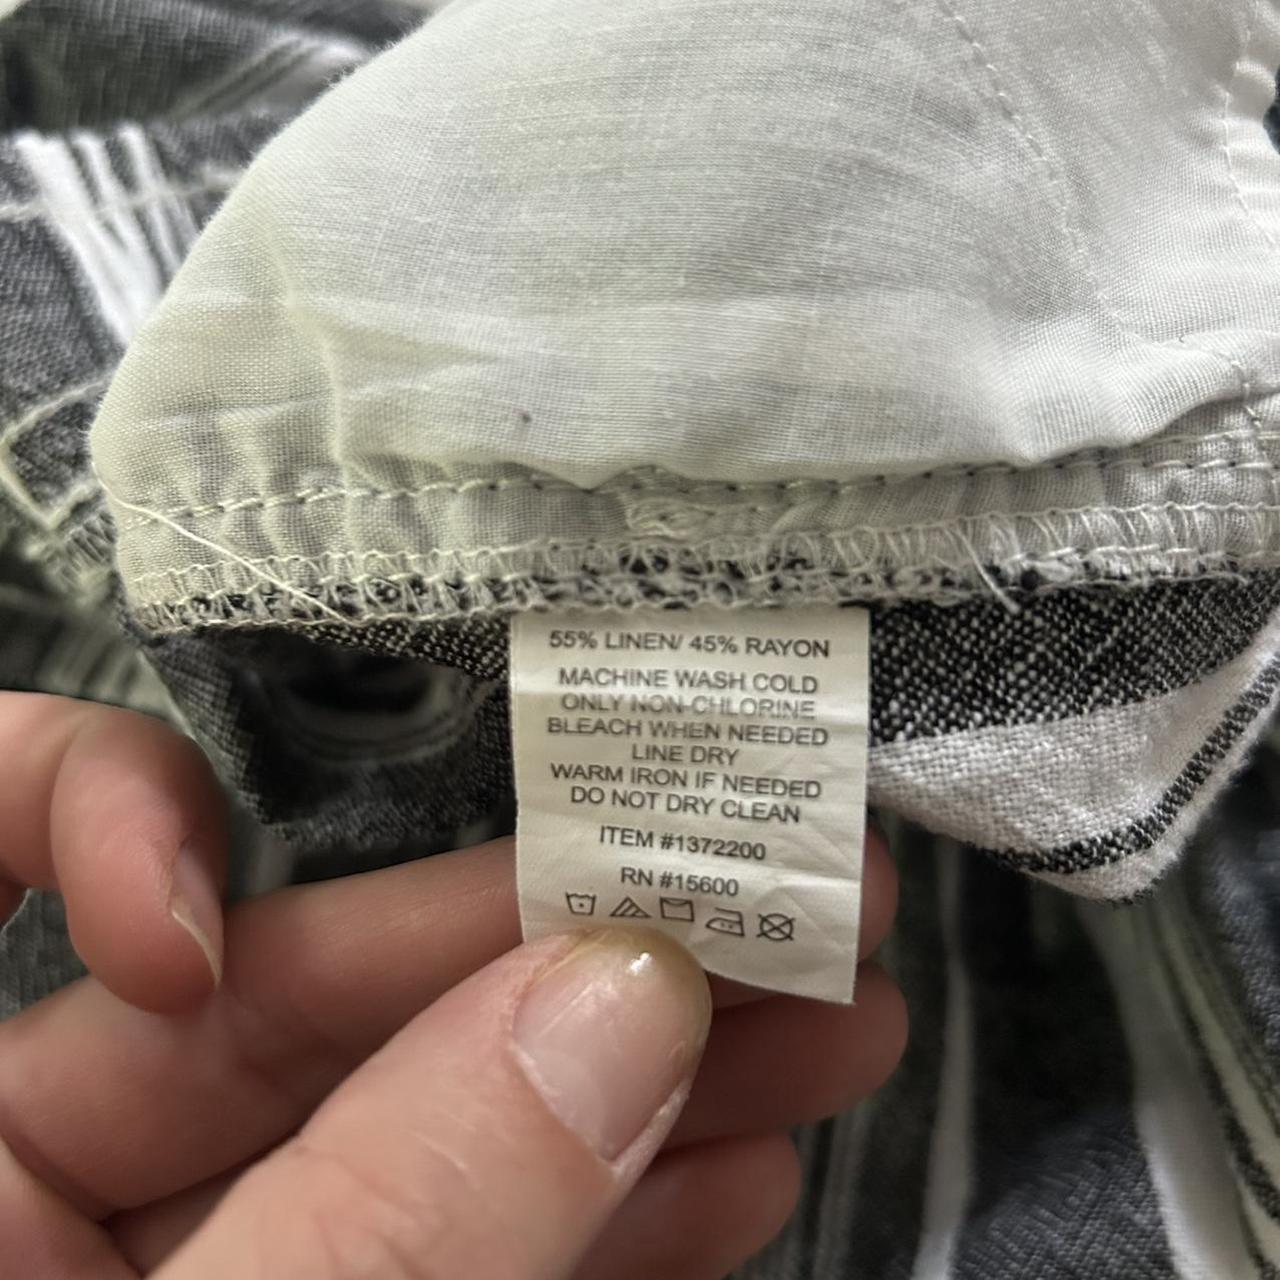 55% LINEN/ 45% RAYON
MACHINE WASH COLD
ONLY NON-CHLORINE
BLEACH WHEN NEEDED
LINE DRY
WARM IRON IF NEEDED
DO NOT DRY CLEAN
ITEM #1372200
RN #15600